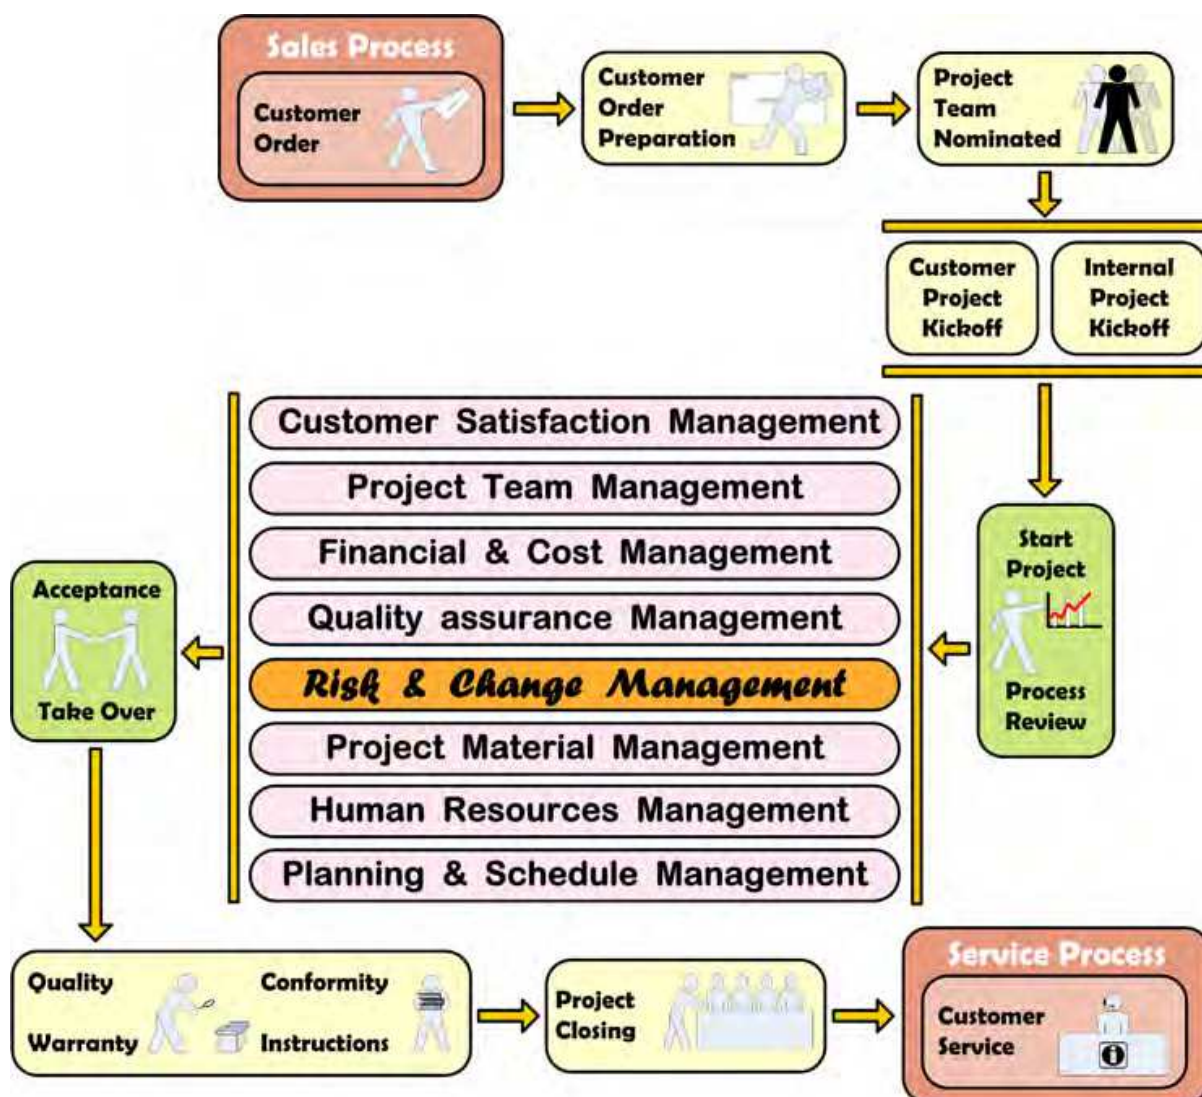 Sales Process
Customer
Order
Customer
Order
Preparation
Project
Team
Nominated
Customer
Project
Kickoff
Internal
Project
Kickoff
Customer Satisfaction Management
Project Team Management
Financial & Cost Management
Quality assurance Management
Risk & Change Management
Project Material Management
Human Resources Management
Planning & Schedule Management
Start
Project
Process
Review
Acceptance
Take Over
Quality
Warranty
Conformity
Instructions
Project
Closing
Service Process
Customer
Service
i